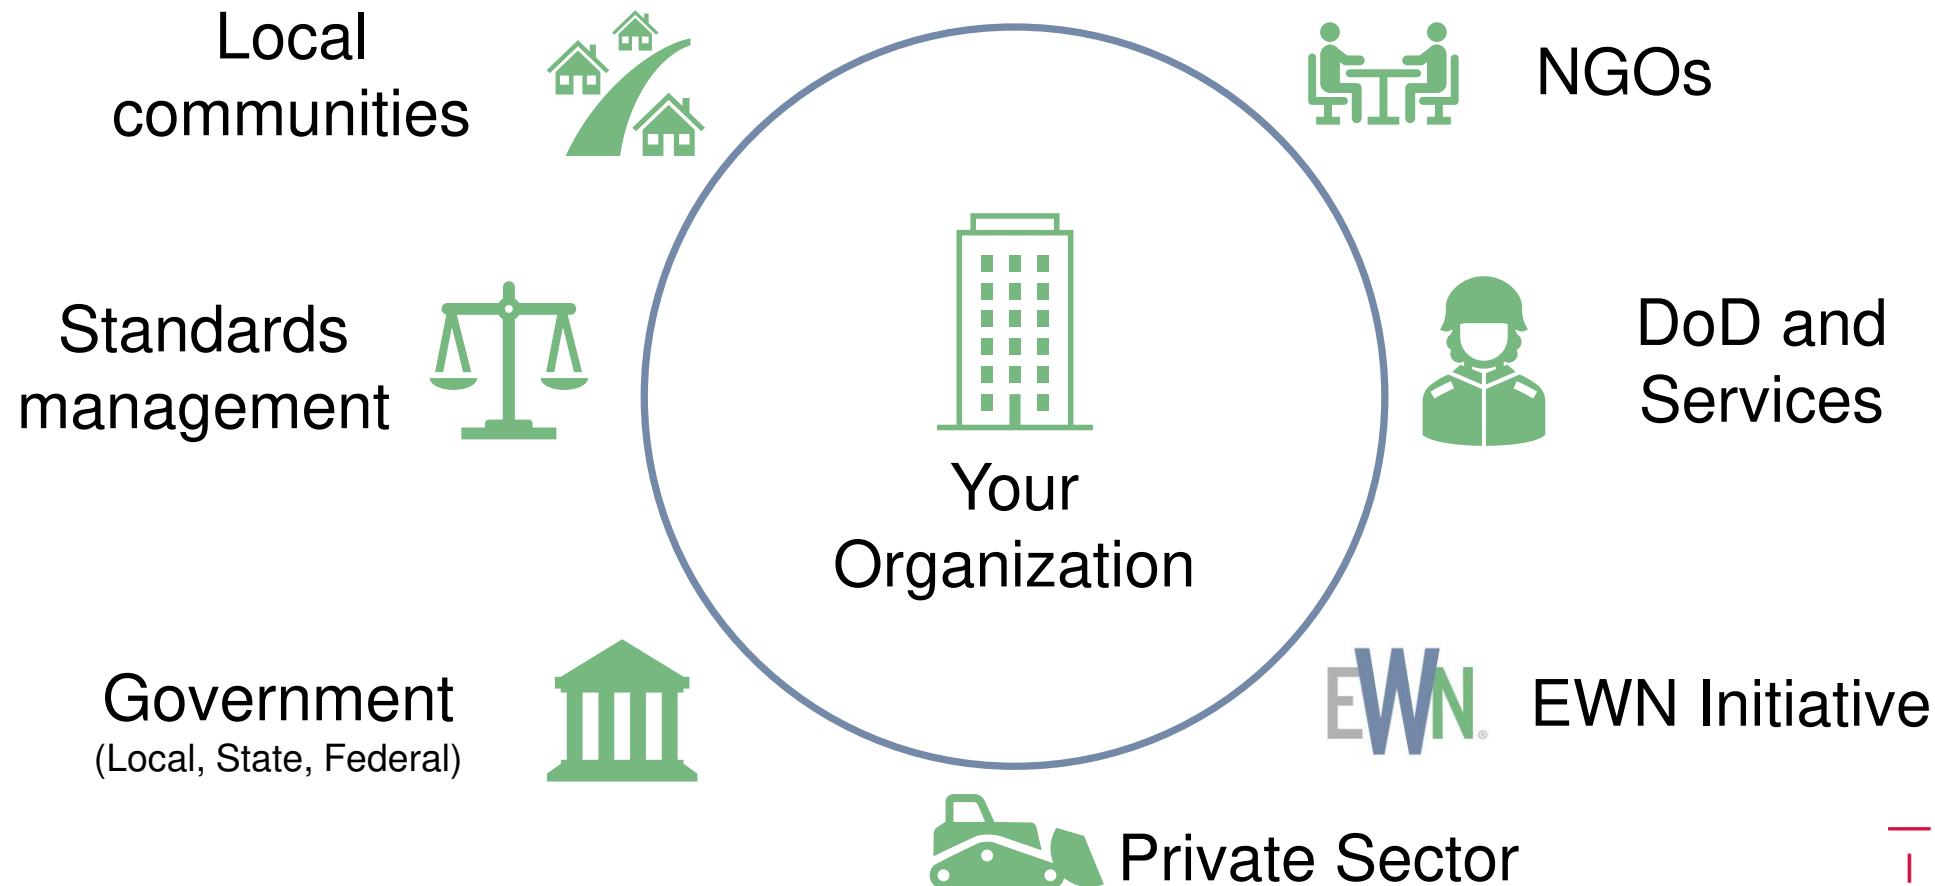 Local
communities
NGOs
Standards
management
DoD and
Services
Your
Organization
Government
(Local, State, Federal)
EWN®
EWN Initiative
Private Sector